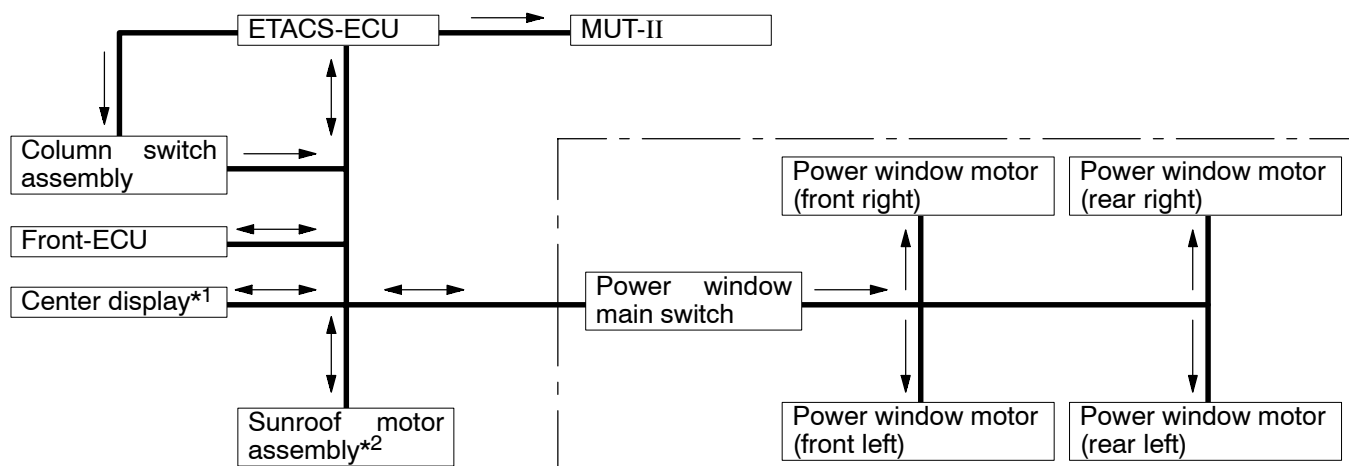 ETACS-ECU
MUT-II
Column switch
assembly
Front-ECU
Center display*1
Sunroof motor
assembly*2
Power window
main switch
Power window motor
(front right)
Power window motor
(rear right)
Power window motor
(front left)
Power window motor
(rear left)